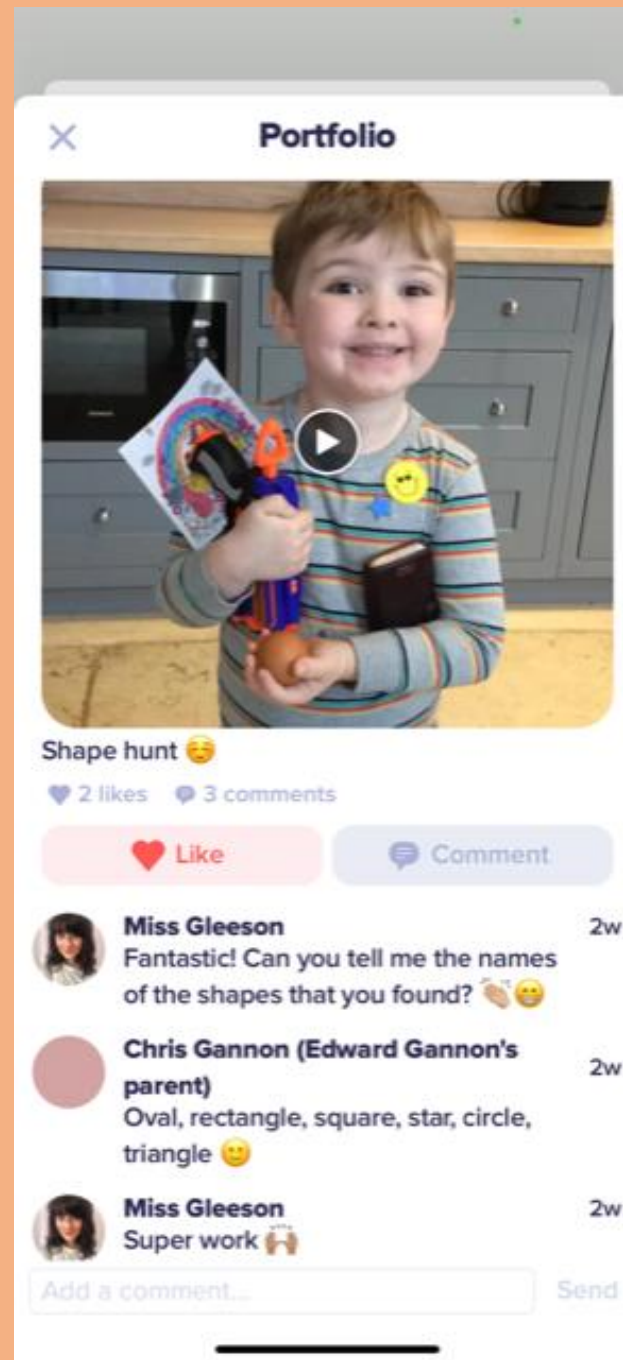 Portfolio
Shape hunt ☺️
2 likes 3 comments
Like Comment
Miss Gleeson 2w
Fantastic! Can you tell me the names
of the shapes that you found? 👏🏼😁
Chris Gannon (Edward Gannon's
parent) 2w
Oval, rectangle, square, star, circle,
triangle 🙂
Miss Gleeson 2w
Super work 🙌🏽
Add a comment... Send